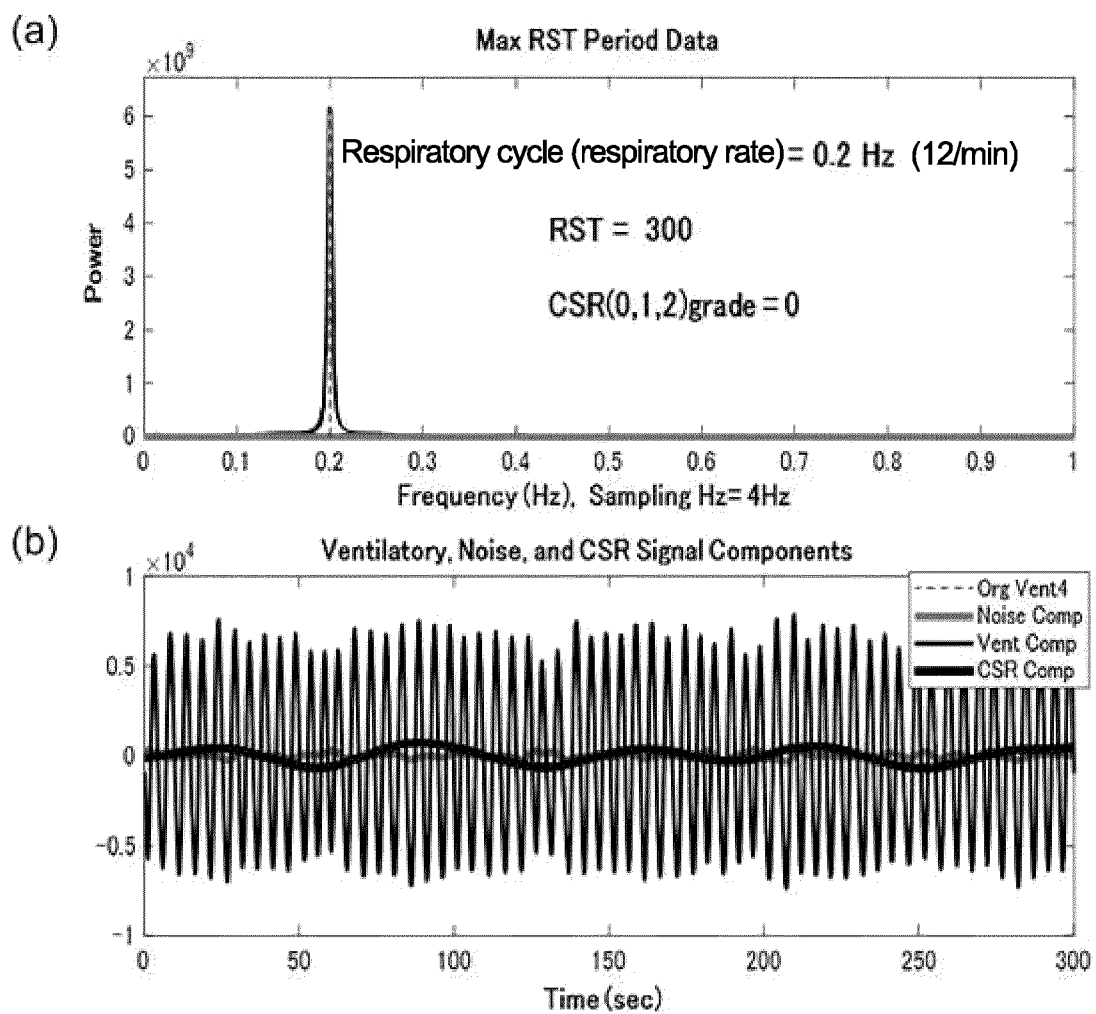 (a)
Max RST Period Data
×10^9
6
5
4
3
2
1
0
Power
Respiratory cycle (respiratory rate) = 0.2 Hz (12/min)
RST = 300
CSR(0,1,2)grade=0
0 0.1 0.2 0.3 0.4 0.5 0.6 0.7 0.8 0.9 1
Frequency (Hz), Sampling Hz= 4Hz
(b)
Ventilatory, Noise, and CSR Signal Components
×10^4
1
0.5
0
-0.5
-1
Org Vent4
Noise Comp
Vent Comp
CSR Comp
0 50 100 150 200 250 300
Time (sec)